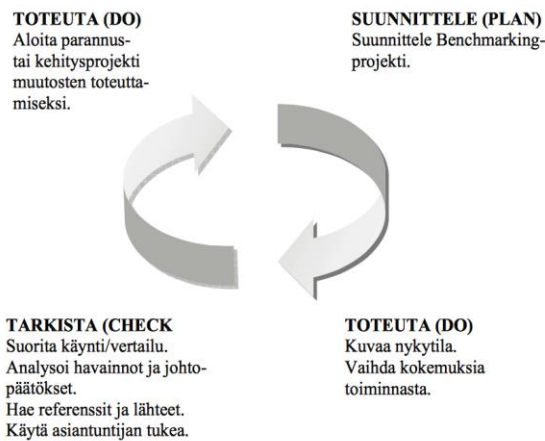 TOTEUTA (DO)
Aloita parannus-
tai kehitysprojekti
muutosten toteutta-
miseksi.
SUUNNITTELE (PLAN)
Suunnittele Benchmarking-
projekti.
TARKISTA (CHECK
Suorita käynti/vertailu.
Analysoi havainnot ja johto-
päätökset.
Hae referenssit ja lähteet.
Käytä asiantuntijan tukea.
TOTEUTA (DO)
Kuvaa nykytila.
Vaihda kokemuksia
toiminnasta.